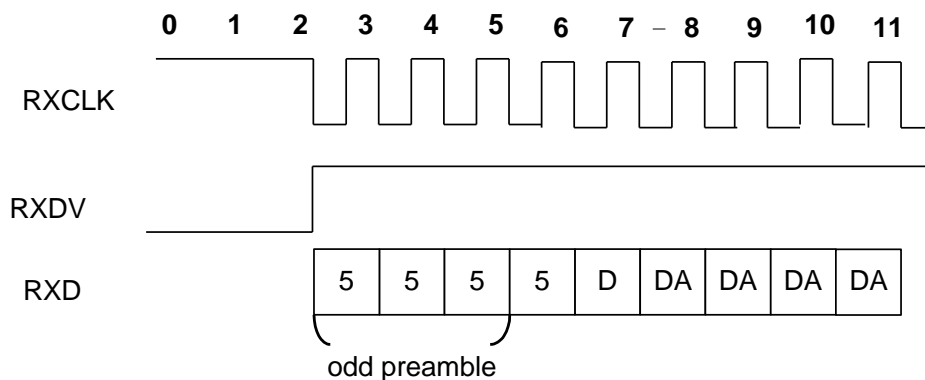 0 1 2 3 4 5 6 7 – 8 9 10 11
RXCLK
RXDV
RXD 5 5 5 5 D DA DA DA DA
odd preamble